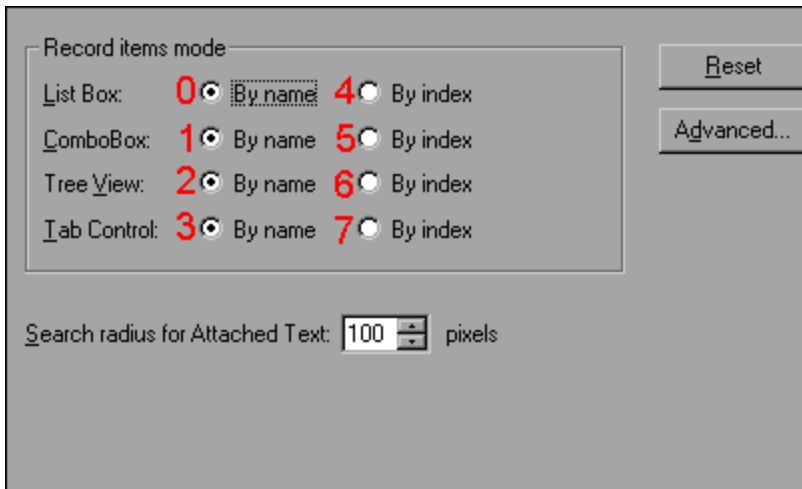 Record items mode
List Box: 0 By name 4 By index
ComboBox: 1 By name 5 By index
Tree View: 2 By name 6 By index
Tab Control: 3 By name 7 By index
Search radius for Attached Text: 100 pixels
Reset
Advanced...